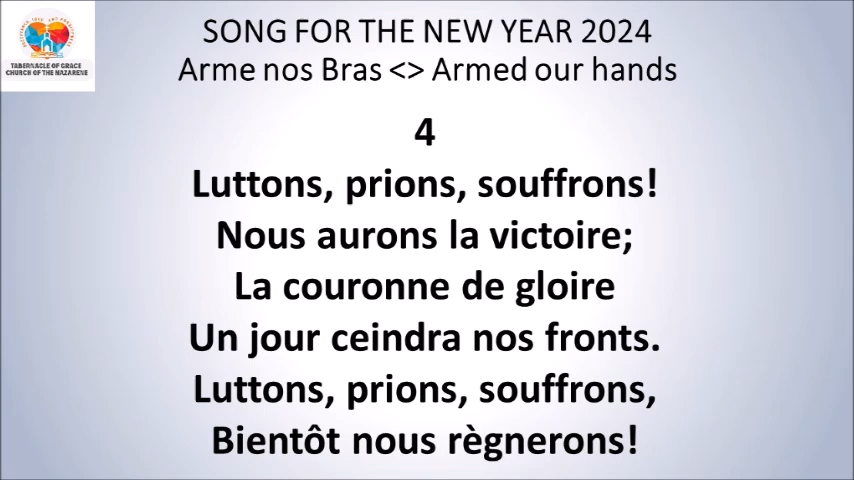 TABERNACLE OF GRACE
CHURCH OF THE NAZARENE
SONG FOR THE NEW YEAR 2024
Arme nos Bras <> Armed our hands
4
Luttons, prions, souffrons!
Nous aurons la victoire;
La couronne de gloire
Un jour ceindra nos fronts.
Luttons, prions, souffrons,
Bientôt nous règnerons!